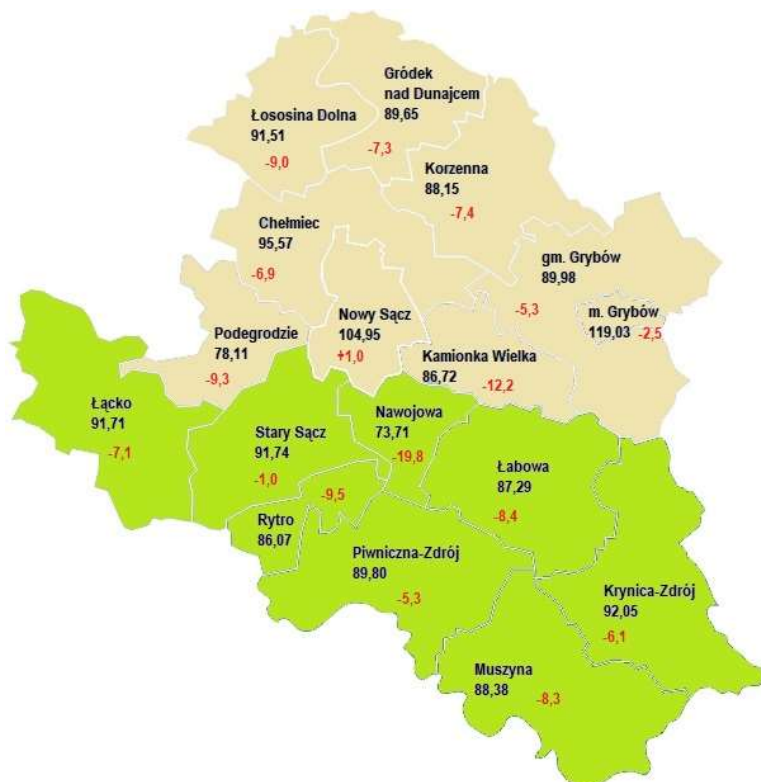 Gródek
nad Dunajcem
89,65
-7,3
Łososina Dolna
91,51
-9,0
Korzenna
88,15
-7,4
Chełmiec
95,57
-6,9
gm. Grybów
89,98
-5,3
m. Grybów
119,03 -2,5
Nowy Sącz
104,95
+1,0
Podegrodzie
78,11
-9,3
Kamionka Wielka
86,72
-12,2
Łącko
91,71
-7,1
Stary Sącz
91,74
-1,0
Nawojowa
73,71
-19,8
Łabowa
87,29
-8,4
-9,5
Rytro
86,07
Piwniczna-Zdrój
89,80
-5,3
Krynica-Zdrój
92,05
-6,1
Muszyna
88,38
-8,3